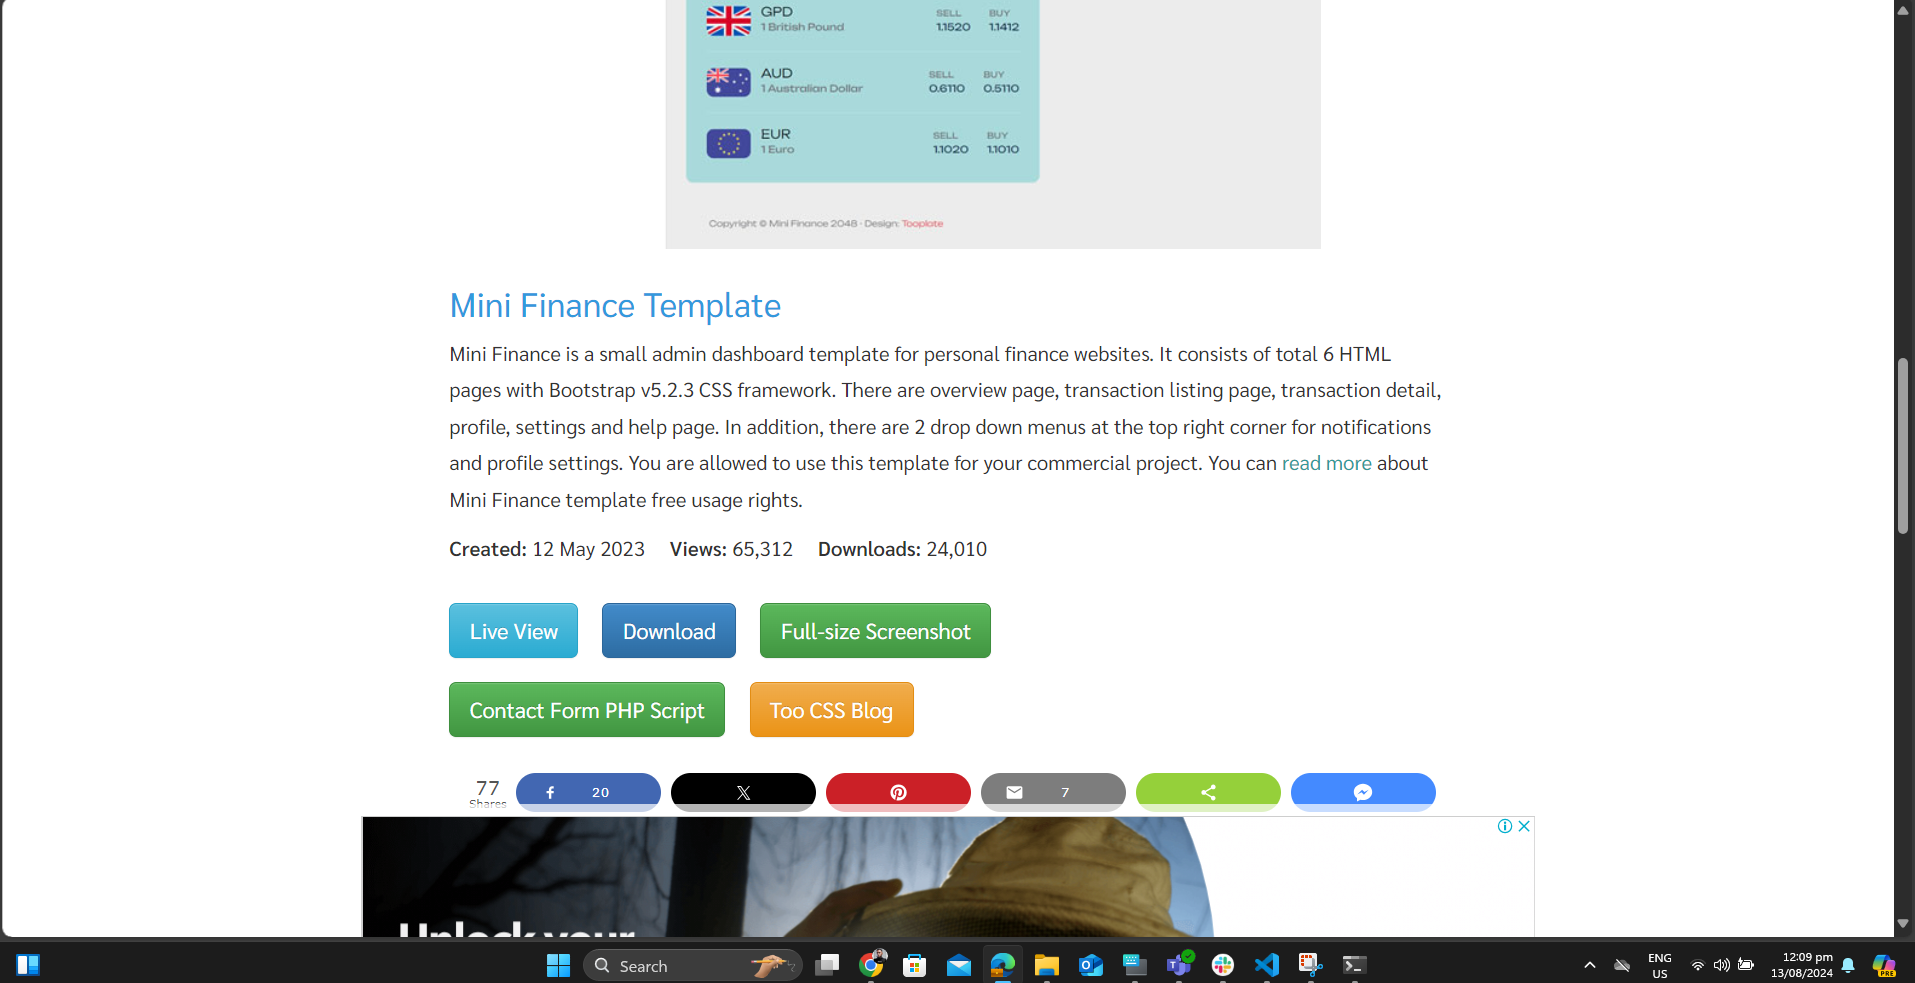 GPD
1 British Pound
SELL
1.1520
BUY
1.1412
AUD
1 Australian Dollar
SELL
0.6110
BUY
0.5110
EUR
1 Euro
SELL
1.1020
BUY
1.1010
Copyright © Mini Finance 2048 - Design: Tooplate
Mini Finance Template
Mini Finance is a small admin dashboard template for personal finance websites. It consists of total 6 HTML
pages with Bootstrap v5.2.3 CSS framework. There are overview page, transaction listing page, transaction detail,
profile, settings and help page. In addition, there are 2 drop down menus at the top right corner for notifications
and profile settings. You are allowed to use this template for your commercial project. You can read more about
Mini Finance template free usage rights.
Created: 12 May 2023 Views: 65,312 Downloads: 24,010
Live View
Download
Full-size Screenshot
Contact Form PHP Script
Too CSS Blog
77
Shares
20
7
Unlock your
Search
ENG
US
12:09 pm
13/08/2024
PRE